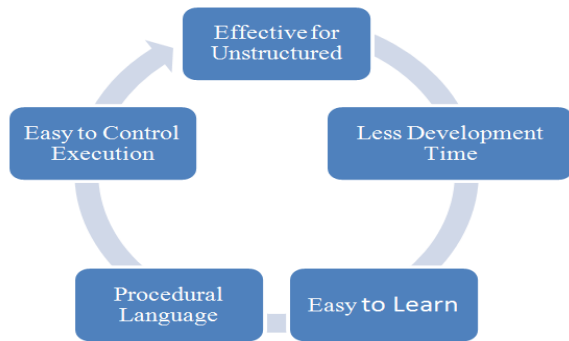 Effective for
Unstructured
Less Development
Time
Easy to Learn
Procedural
Language
Easy to Control
Execution